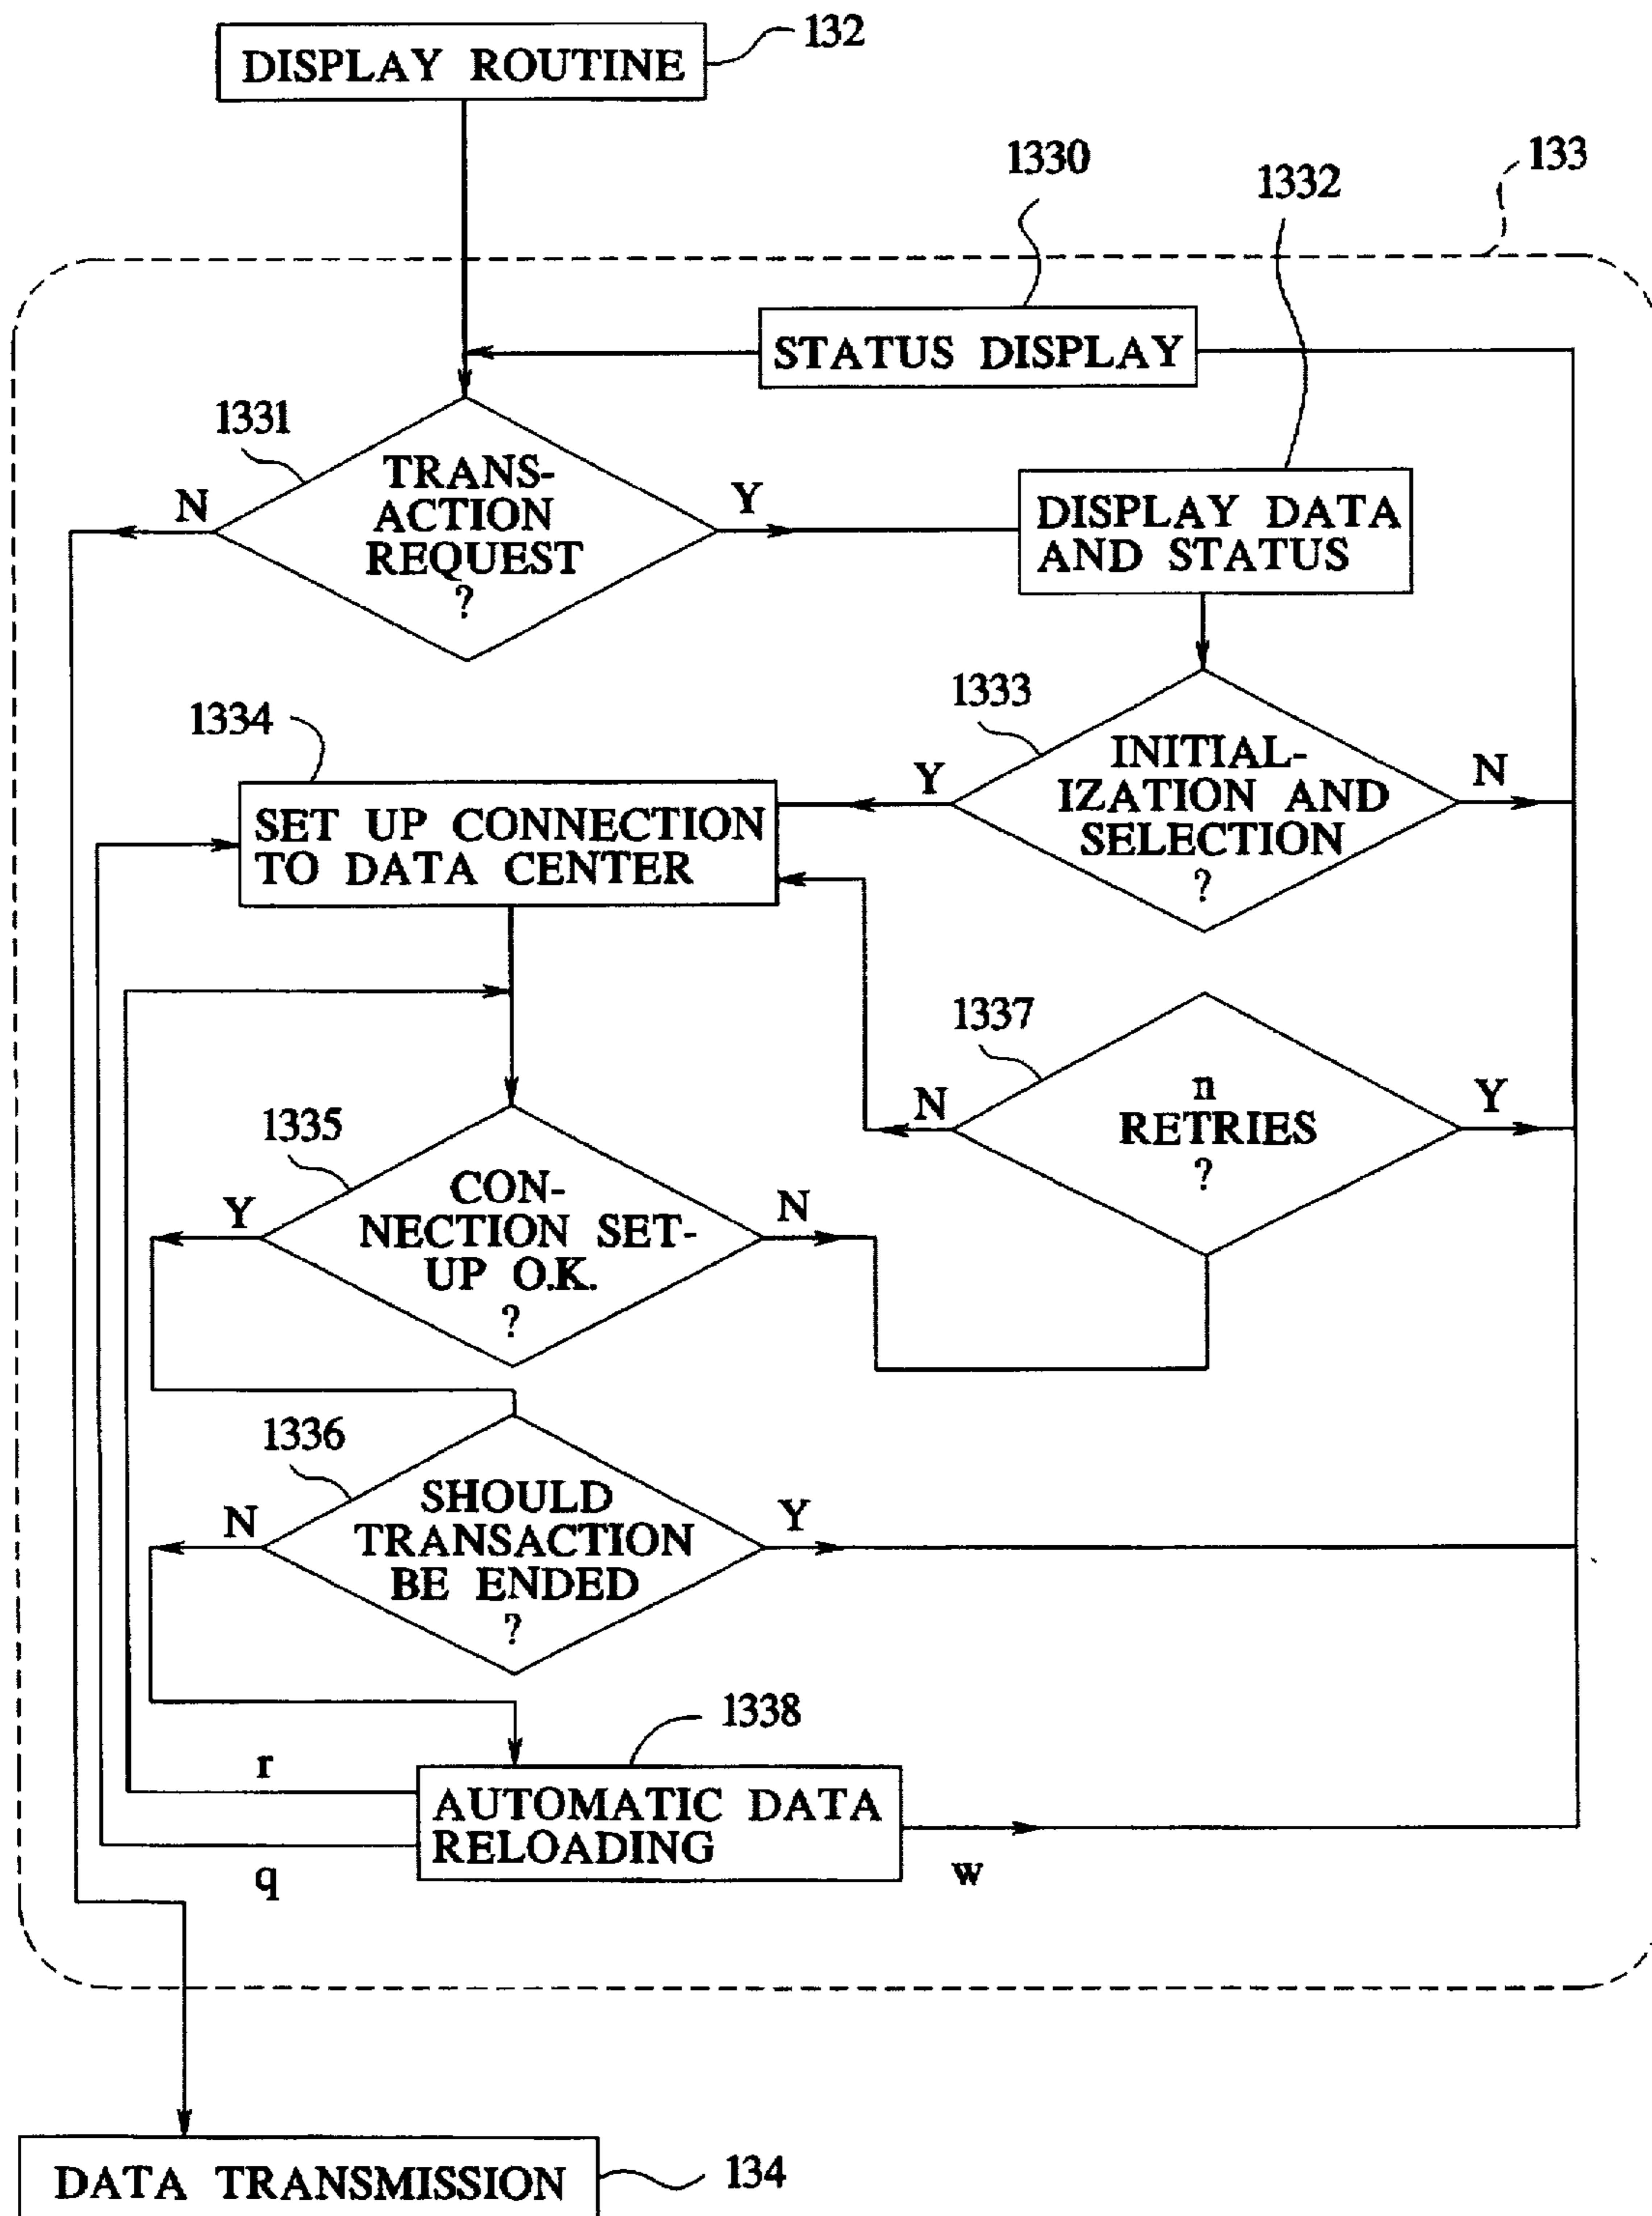 DISPLAY ROUTINE
132
1330
1332
133
STATUS DISPLAY
1331
TRANS-
ACTION
REQUEST
?
N
Y
DISPLAY DATA
AND STATUS
1333
INITIAL-
IZATION AND
SELECTION
?
Y
N
1334
SET UP CONNECTION
TO DATA CENTER
1337
n
RETRIES
?
N
Y
1335
CON-
NECTION SET-
UP O.K.
?
Y
N
1336
SHOULD
TRANSACTION
BE ENDED
?
N
Y
1338
AUTOMATIC DATA
RELOADING
r
q
w
DATA TRANSMISSION
134